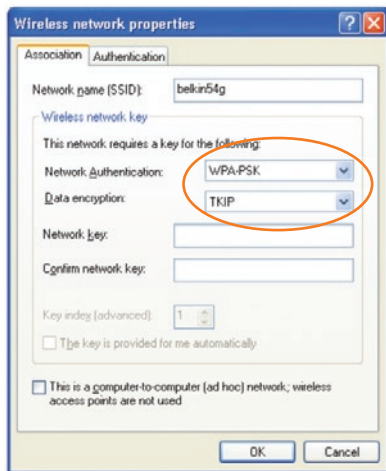 Wireless network properties
Association Authentication
Network name (SSID): belkin54g
Wireless network key
This network requires a key for the following:
Network Authentication: WPA-PSK
Data encryption: TKIP
Network key:
Confirm network key:
Key index (advanced): 1
The key is provided for me automatically
This is a computer-to-computer (ad hoc) network; wireless
access points are not used
OK Cancel